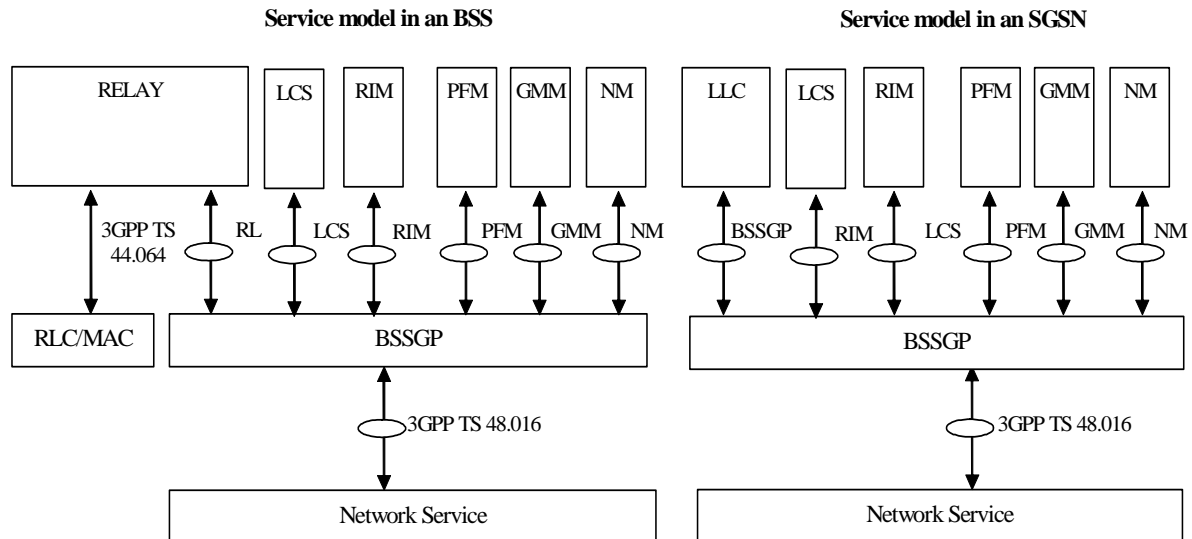 Service model in an BSS
Service model in an SGSN
RELAY
LCS
RIM
PFM
GMM
NM
LLC
LCS
RIM
PFM
GMM
NM
3GPP TS
44.064
RL
LCS
RIM
PFM
GMM
NM
BSSGP
RIM
LCS
PFM
GMM
NM
RLC/MAC
BSSGP
BSSGP
3GPP TS 48.016
3GPP TS 48.016
Network Service
Network Service